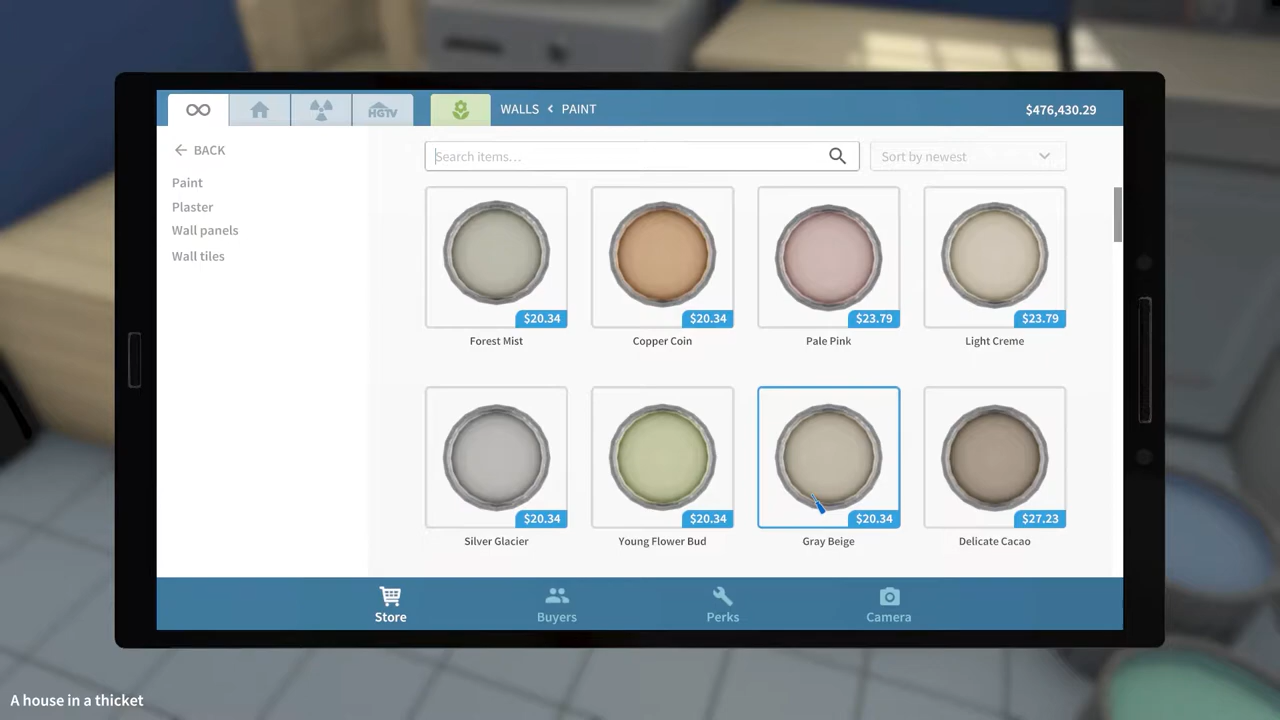 HGTV
WALLS < PAINT
$476,430.29
BACK
Search items...
Sort by newest
Paint
Plaster
Wall panels
Wall tiles
$20.34
$20.34
$23.79
$23.79
Forest Mist
Copper Coin
Pale Pink
Light Creme
$20.34
$20.34
$20.34
$27.23
Silver Glacier
Young Flower Bud
Gray Beige
Delicate Cacao
Store
Buyers
Perks
Camera
A house in a thicket